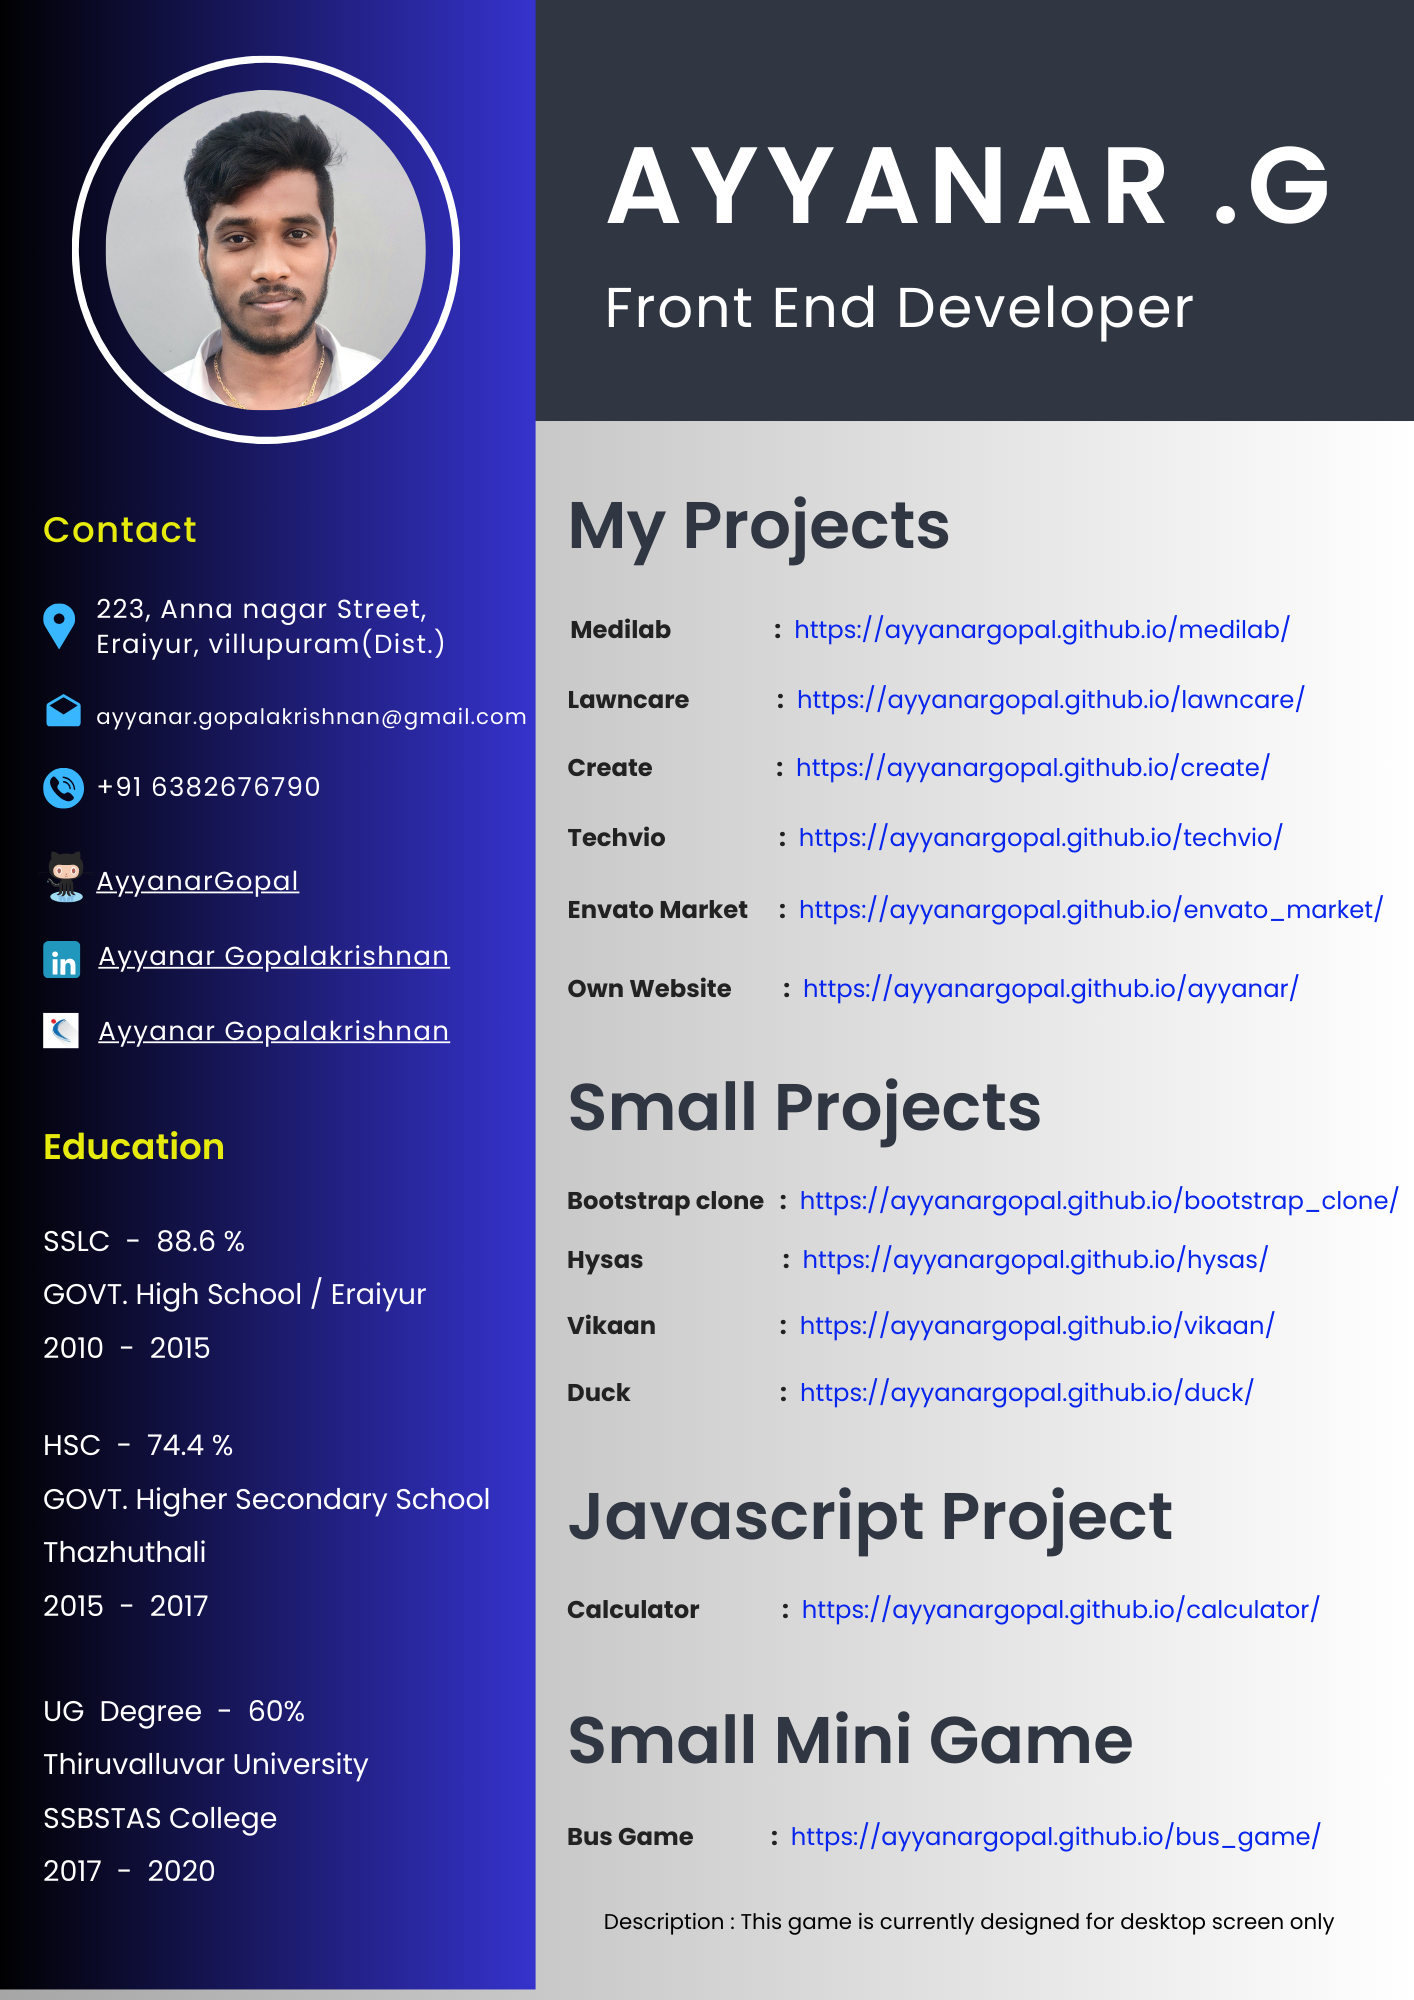 AYYANAR .G
Front End Developer
Contact
223, Anna nagar Street,
Eraiyur, villupuram(Dist.)
ayyanar.gopalakrishnan@gmail.com
+91 6382676790
AyyanarGopal
in
Ayyanar Gopalakrishnan
Ayyanar Gopalakrishnan
Education
SSLC - 88.6 %
GOVT. High School / Eraiyur
2010 - 2015
HSC - 74.4 %
GOVT. Higher Secondary School
Thazhuthali
2015 - 2017
UG Degree - 60%
Thiruvalluvar University
SSBSTAS College
2017 - 2020
My Projects
Medilab : https://ayyanargopal.github.io/medilab/
Lawncare : https://ayyanargopal.github.io/lawncare/
Create : https://ayyanargopal.github.io/create/
Techvio : https://ayyanargopal.github.io/techvio/
Envato Market : https://ayyanargopal.github.io/envato_market/
Own Website : https://ayyanargopal.github.io/ayyanar/
Small Projects
Bootstrap clone : https://ayyanargopal.github.io/bootstrap_clone/
Hysas : https://ayyanargopal.github.io/hysas/
Vikaan : https://ayyanargopal.github.io/vikaan/
Duck : https://ayyanargopal.github.io/duck/
Javascript Project
Calculator : https://ayyanargopal.github.io/calculator/
Small Mini Game
Bus Game : https://ayyanargopal.github.io/bus_game/
Description : This game is currently designed for desktop screen only